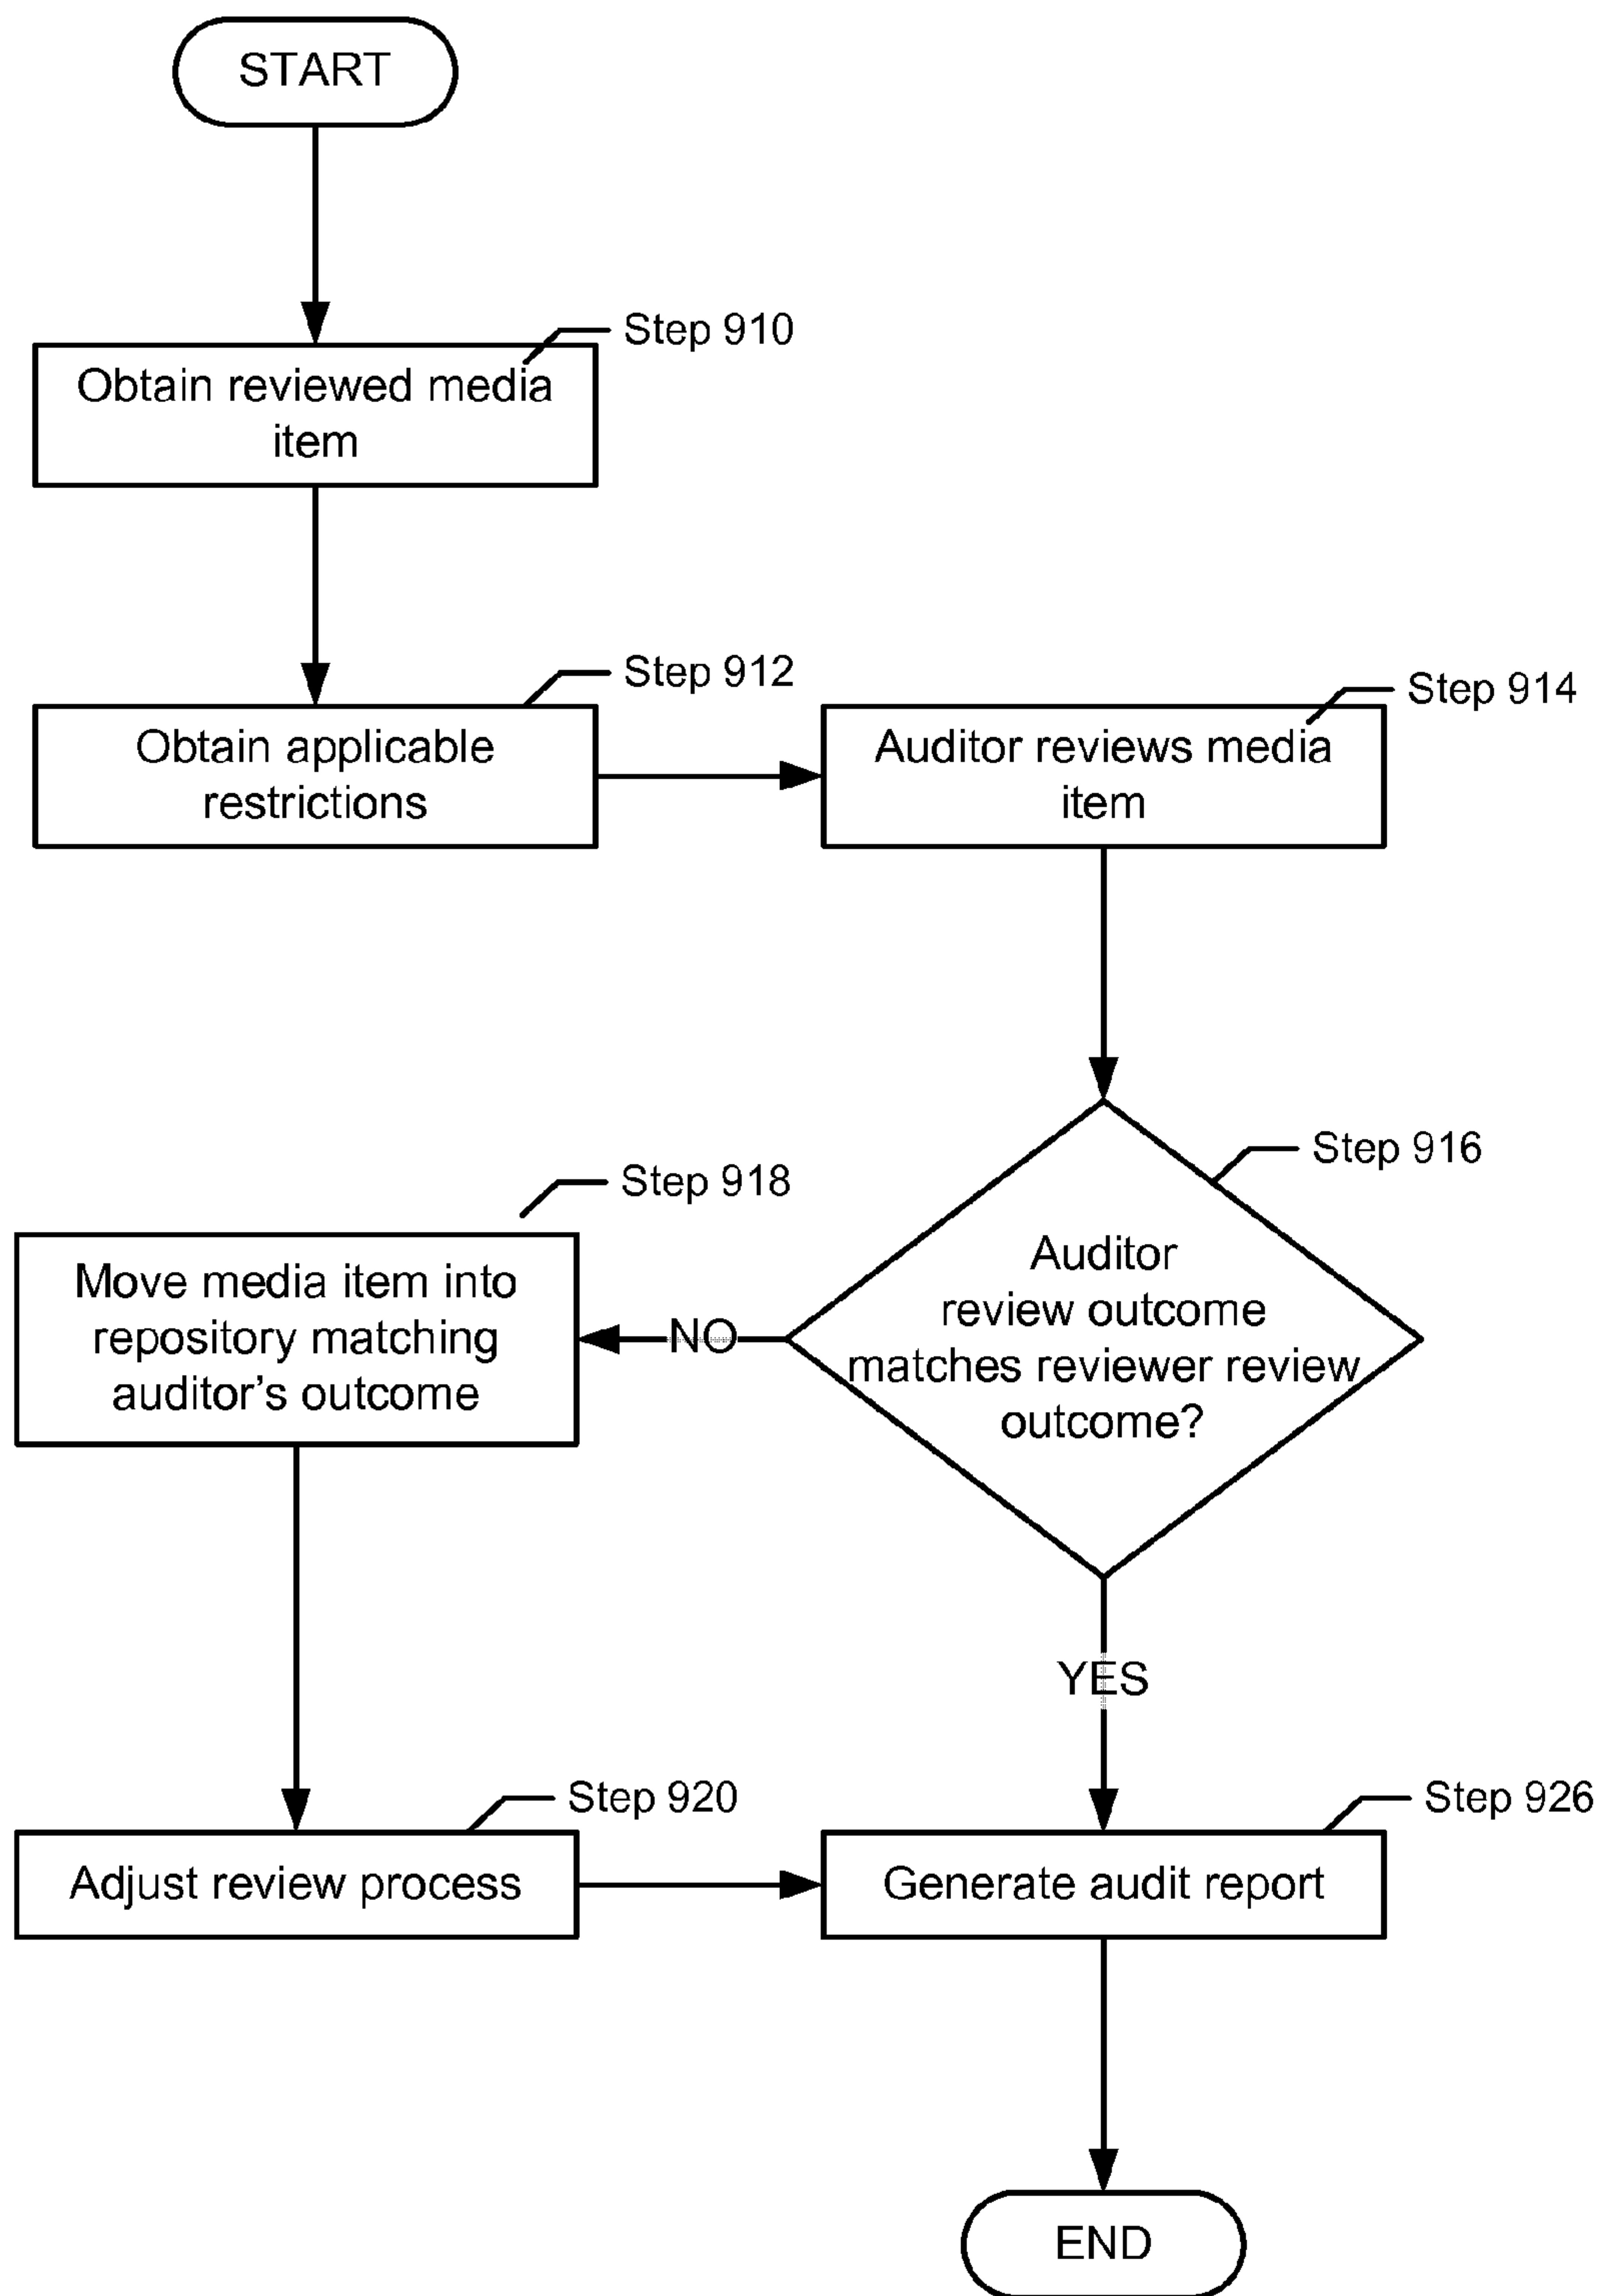 START
Step 910
Obtain reviewed media
item
Step 912
Obtain applicable
restrictions
Step 914
Auditor reviews media
item
Step 916
Auditor
review outcome
matches reviewer review
outcome?
NO
Step 918
Move media item into
repository matching
auditor's outcome
YES
Step 920
Adjust review process
Step 926
Generate audit report
END